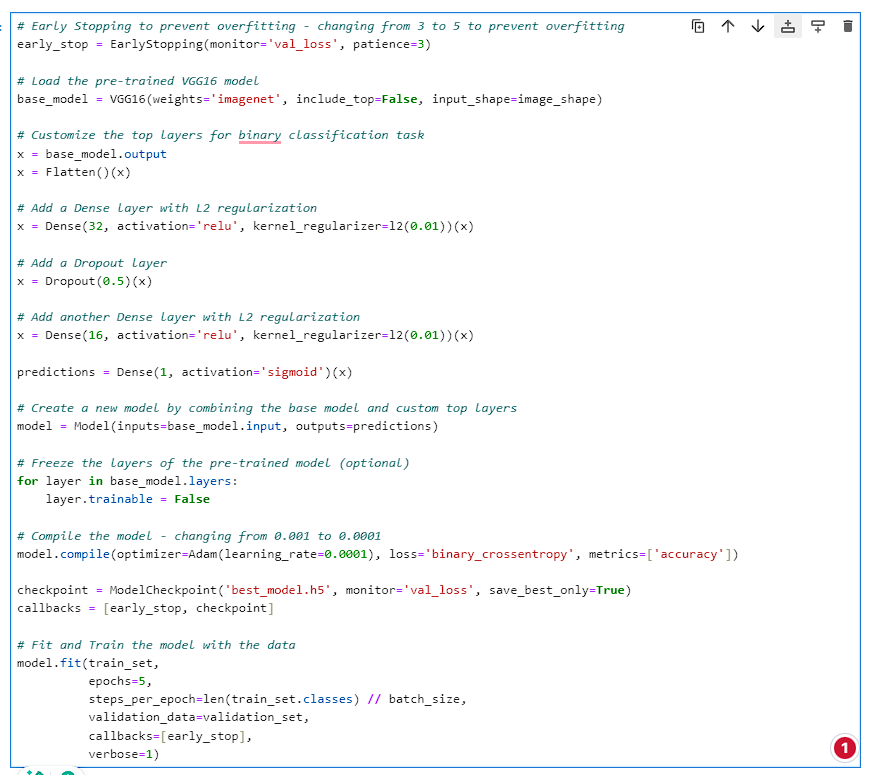 # Early Stopping to prevent overfitting - changing from 3 to 5 to prevent overfitting
early_stop = EarlyStopping(monitor='val_loss', patience=3)
# Load the pre-trained VGG16 model
base_model = VGG16(weights='imagenet', include_top=False, input_shape=image_shape)
# Customize the top layers for binary classification task
x = base_model.output
x = Flatten()(x)
# Add a Dense layer with L2 regularization
x = Dense(32, activation='relu', kernel_regularizer=l2(0.01))(x)
# Add a Dropout layer
x = Dropout(0.5)(x)
# Add another Dense layer with L2 regularization
x = Dense(16, activation='relu', kernel_regularizer=l2(0.01))(x)
predictions = Dense(1, activation='sigmoid')(x)
# Create a new model by combining the base model and custom top layers
model = Model(inputs=base_model.input, outputs=predictions)
# Freeze the layers of the pre-trained model (optional)
for layer in base_model.layers:
    layer.trainable = False
# Compile the model - changing from 0.001 to 0.0001
model.compile(optimizer=Adam(learning_rate=0.0001), loss='binary_crossentropy', metrics=['accuracy'])
checkpoint = ModelCheckpoint('best_model.h5', monitor='val_loss', save_best_only=True)
callbacks = [early_stop, checkpoint]
# Fit and Train the model with the data
model.fit(train_set,
          epochs=5,
          steps_per_epoch=len(train_set.classes) // batch_size,
          validation_data=validation_set,
          callbacks=[early_stop],
          verbose=1)
1